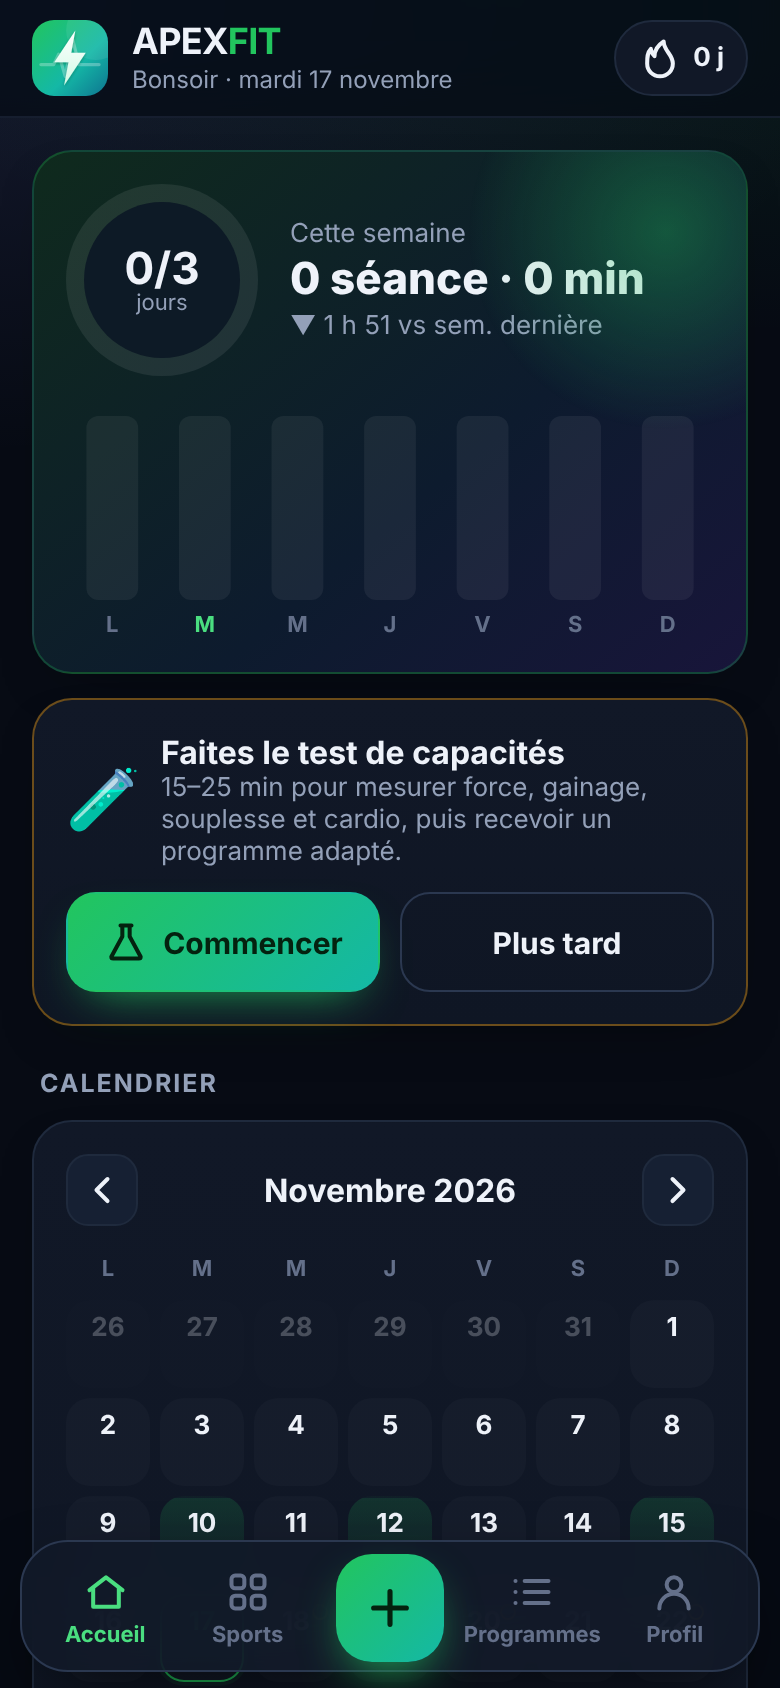 APEXFIT
Bonsoir · mardi 17 novembre
0 j
0/3
jours
Cette semaine
0 séance · 0 min
▼ 1 h 51 vs sem. dernière
L M M J V S D
Faites le test de capacités
15–25 min pour mesurer force, gainage,
souplesse et cardio, puis recevoir un
programme adapté.
Commencer
Plus tard
CALENDRIER
Novembre 2026
L M M J V S D
26 27 28 29 30 31 1
2 3 4 5 6 7 8
9 10 11 12 13 14 15
Accueil
Sports
Programmes
Profil